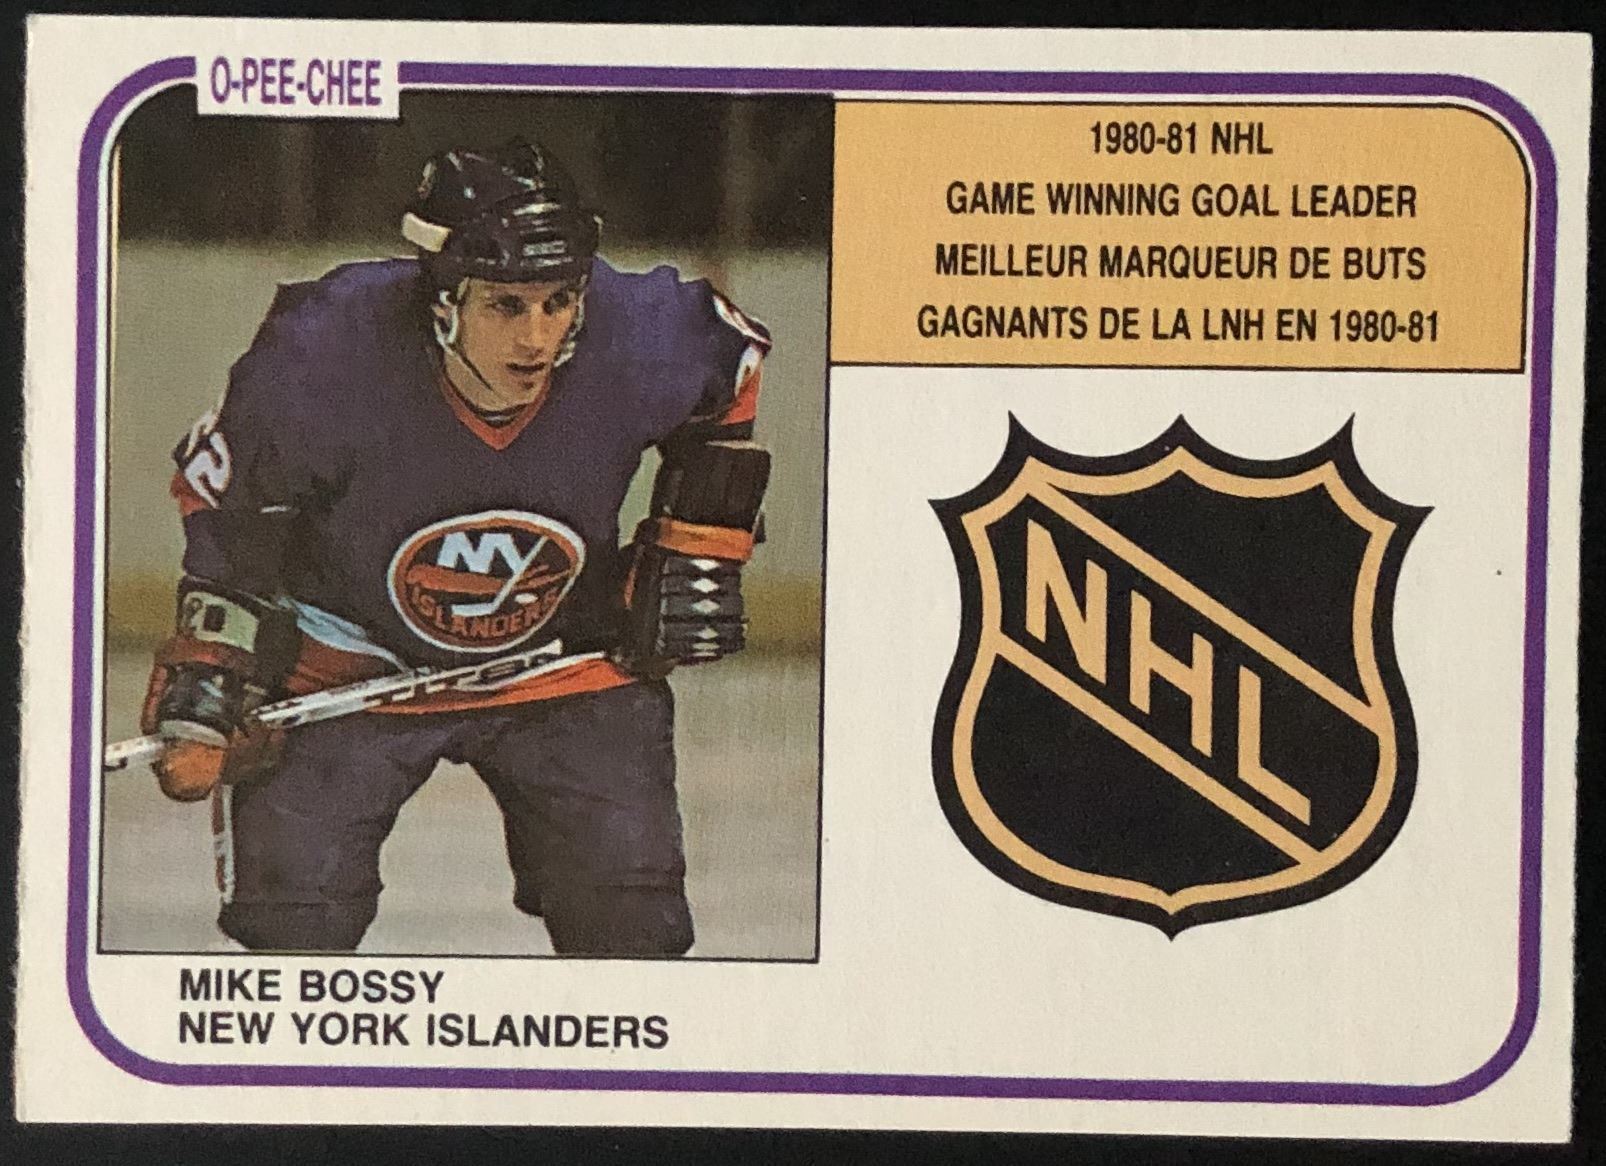 O-PEE-CHEE
1980-81 NHL
GAME WINNING GOAL LEADER
MEILLEUR MARQUEUR DE BUTS
GAGNANTS DE LA LNH EN 1980-81
NHL
NY
ISLANDERS
MIKE BOSSY
NEW YORK ISLANDERS